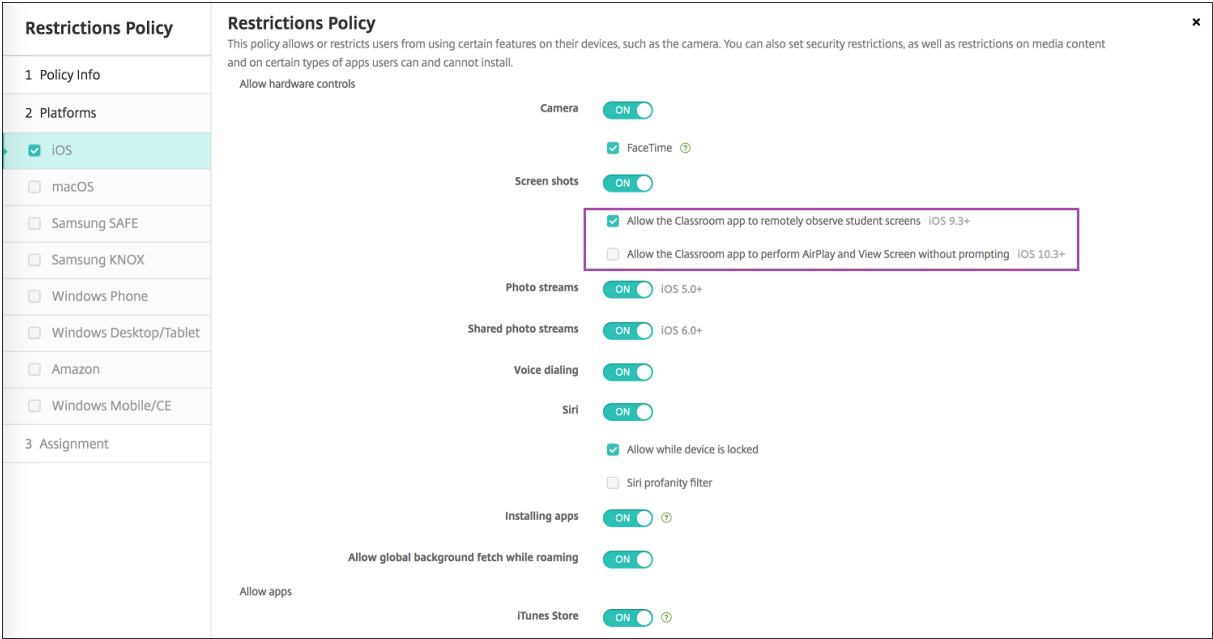 Restrictions Policy
1 Policy Info
2 Platforms
iOS
macOS
Samsung SAFE
Samsung KNOX
Windows Phone
Windows Desktop/Tablet
Amazon
Windows Mobile/CE
3 Assignment
Restrictions Policy
This policy allows or restricts users from using certain features on their devices, such as the camera. You can also set security restrictions, as well as restrictions on media content
and on certain types of apps users can and cannot install.
Allow hardware controls
Camera ON
FaceTime ?
Screen shots ON
Allow the Classroom app to remotely observe student screens iOS 9.3+
Allow the Classroom app to perform AirPlay and View Screen without prompting iOS 10.3+
Photo streams ON iOS 5.0+
Shared photo streams ON iOS 6.0+
Voice dialing ON
Siri ON
Allow while device is locked
Siri profanity filter
Installing apps ON ?
Allow global background fetch while roaming ON
Allow apps
iTunes Store ON ?